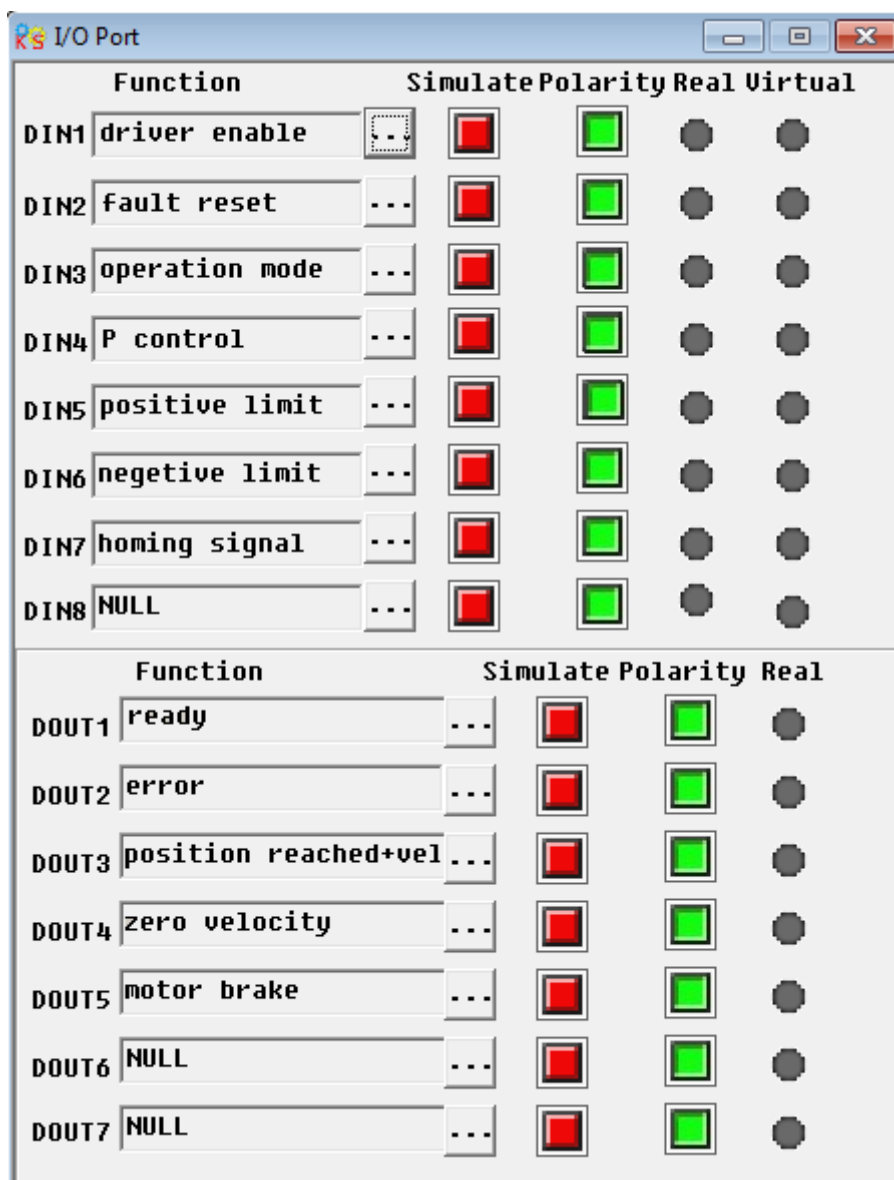 I/O Port
Function Simulate Polarity Real Virtual
DIN1 driver enable ...
DIN2 fault reset ...
DIN3 operation mode ...
DIN4 P control ...
DIN5 positive limit ...
DIN6 negetive limit ...
DIN7 homing signal ...
DIN8 NULL ...
Function Simulate Polarity Real
DOUT1 ready ...
DOUT2 error ...
DOUT3 position reached+vel ...
DOUT4 zero velocity ...
DOUT5 motor brake ...
DOUT6 NULL ...
DOUT7 NULL ...